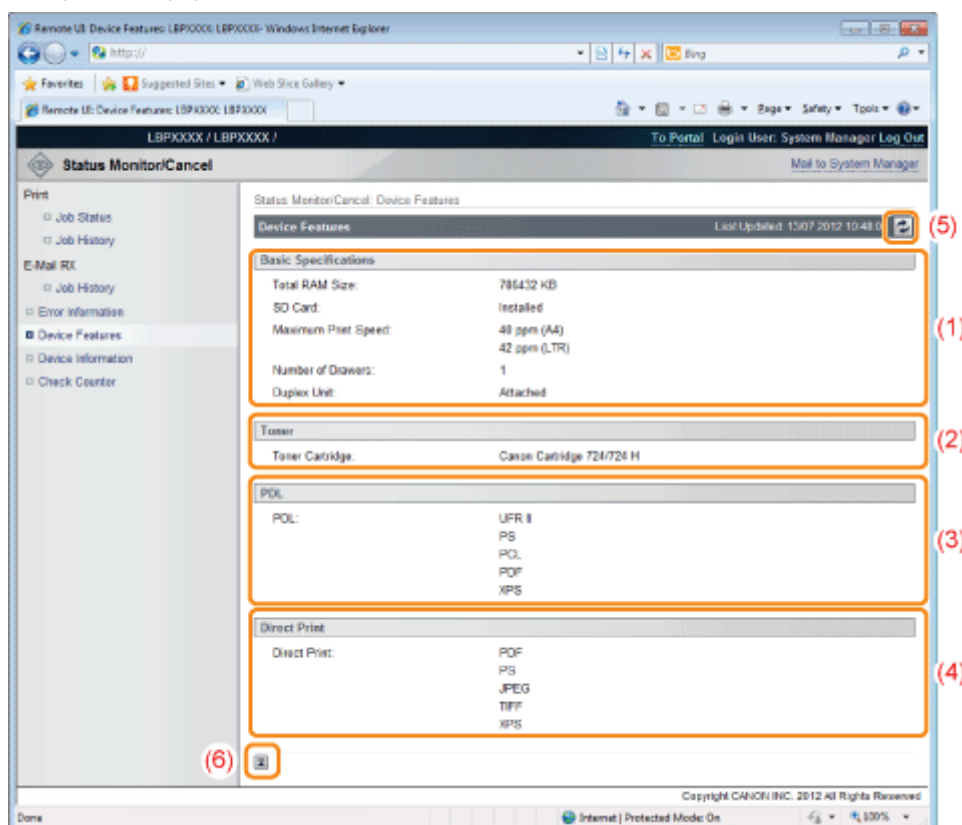 Remote UI: Device Features: LBPXXXX: LBPXXXX - Windows Internet Explorer
http://
Bing
Favorites Suggested Sites Web Slice Gallery
Remote UI: Device Features: LBPXXXX: LBPXXXX
Page Safety Tools
LBPXXXX / LBPXXXX /
To Portal Login User: System Manager Log Out
Status Monitor/Cancel
Mail to System Manager
Print
Job Status
Job History
E-Mail RX
Job History
Error Information
Device Features
Device Information
Check Counter
Status Monitor/Cancel: Device Features
Device Features
Last Updated: 13/07 2012 10:48:0
(5)
Basic Specifications
Total RAM Size: 786432 KB
SD Card: Installed
Maximum Print Speed: 40 ppm (A4)
42 ppm (LTR)
Number of Drawers: 1
Duplex Unit: Attached
(1)
Toner
Toner Cartridge: Canon Cartridge 724/724 H
(2)
PDL
PDL: UFR II
PS
PCL
PDF
XPS
(3)
Direct Print
Direct Print: PDF
PS
JPEG
TIFF
XPS
(4)
(6)
Copyright CANON INC. 2012 All Rights Reserved
Done
Internet | Protected Mode: On
100%